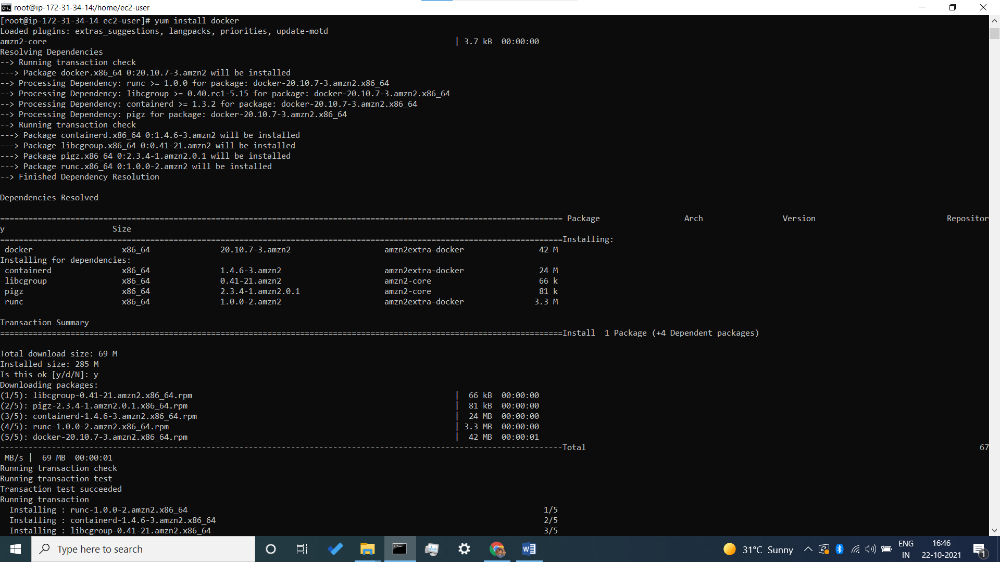 root@ip-172-31-34-14:/home/ec2-user
[root@ip-172-31-34-14 ec2-user]# yum install docker
Loaded plugins: extras_suggestions, langpacks, priorities, update-motd
amzn2-core | 3.7 kB 00:00:00
Resolving Dependencies
--> Running transaction check
---> Package docker.x86_64 0:20.10.7-3.amzn2 will be installed
--> Processing Dependency: runc >= 1.0.0 for package: docker-20.10.7-3.amzn2.x86_64
--> Processing Dependency: libcgroup >= 0.40.rc1-5.15 for package: docker-20.10.7-3.amzn2.x86_64
--> Processing Dependency: containerd >= 1.3.2 for package: docker-20.10.7-3.amzn2.x86_64
--> Processing Dependency: pigz for package: docker-20.10.7-3.amzn2.x86_64
--> Running transaction check
---> Package containerd.x86_64 0:1.4.6-3.amzn2 will be installed
---> Package libcgroup.x86_64 0:0.41-21.amzn2 will be installed
---> Package pigz.x86_64 0:2.3.4-1.amzn2.0.1 will be installed
---> Package runc.x86_64 0:1.0.0-2.amzn2 will be installed
--> Finished Dependency Resolution
Dependencies Resolved
======================================================================================================================== Package Arch Version Repositor
y Size
========================================================================================================================Installing:
docker x86_64 20.10.7-3.amzn2 amzn2extra-docker 42 M
Installing for dependencies:
containerd x86_64 1.4.6-3.amzn2 amzn2extra-docker 24 M
libcgroup x86_64 0.41-21.amzn2 amzn2-core 66 k
pigz x86_64 2.3.4-1.amzn2.0.1 amzn2-core 81 k
runc x86_64 1.0.0-2.amzn2 amzn2extra-docker 3.3 M
Transaction Summary
========================================================================================================================Install 1 Package (+4 Dependent packages)
Total download size: 69 M
Installed size: 285 M
Is this ok [y/d/N]: y
Downloading packages:
(1/5): libcgroup-0.41-21.amzn2.x86_64.rpm | 66 kB 00:00:00
(2/5): pigz-2.3.4-1.amzn2.0.1.x86_64.rpm | 81 kB 00:00:00
(3/5): containerd-1.4.6-3.amzn2.x86_64.rpm | 24 MB 00:00:00
(4/5): runc-1.0.0-2.amzn2.x86_64.rpm | 3.3 MB 00:00:00
(5/5): docker-20.10.7-3.amzn2.x86_64.rpm | 42 MB 00:00:01
------------------------------------------------------------------------------------------------------------------------Total 67
MB/s | 69 MB 00:00:01
Running transaction check
Running transaction test
Transaction test succeeded
Running transaction
Installing : runc-1.0.0-2.amzn2.x86_64 1/5
Installing : containerd-1.4.6-3.amzn2.x86_64 2/5
Installing : libcgroup-0.41-21.amzn2.x86_64 3/5
Type here to search
31°C Sunny
ENG
IN
16:46
22-10-2021
1